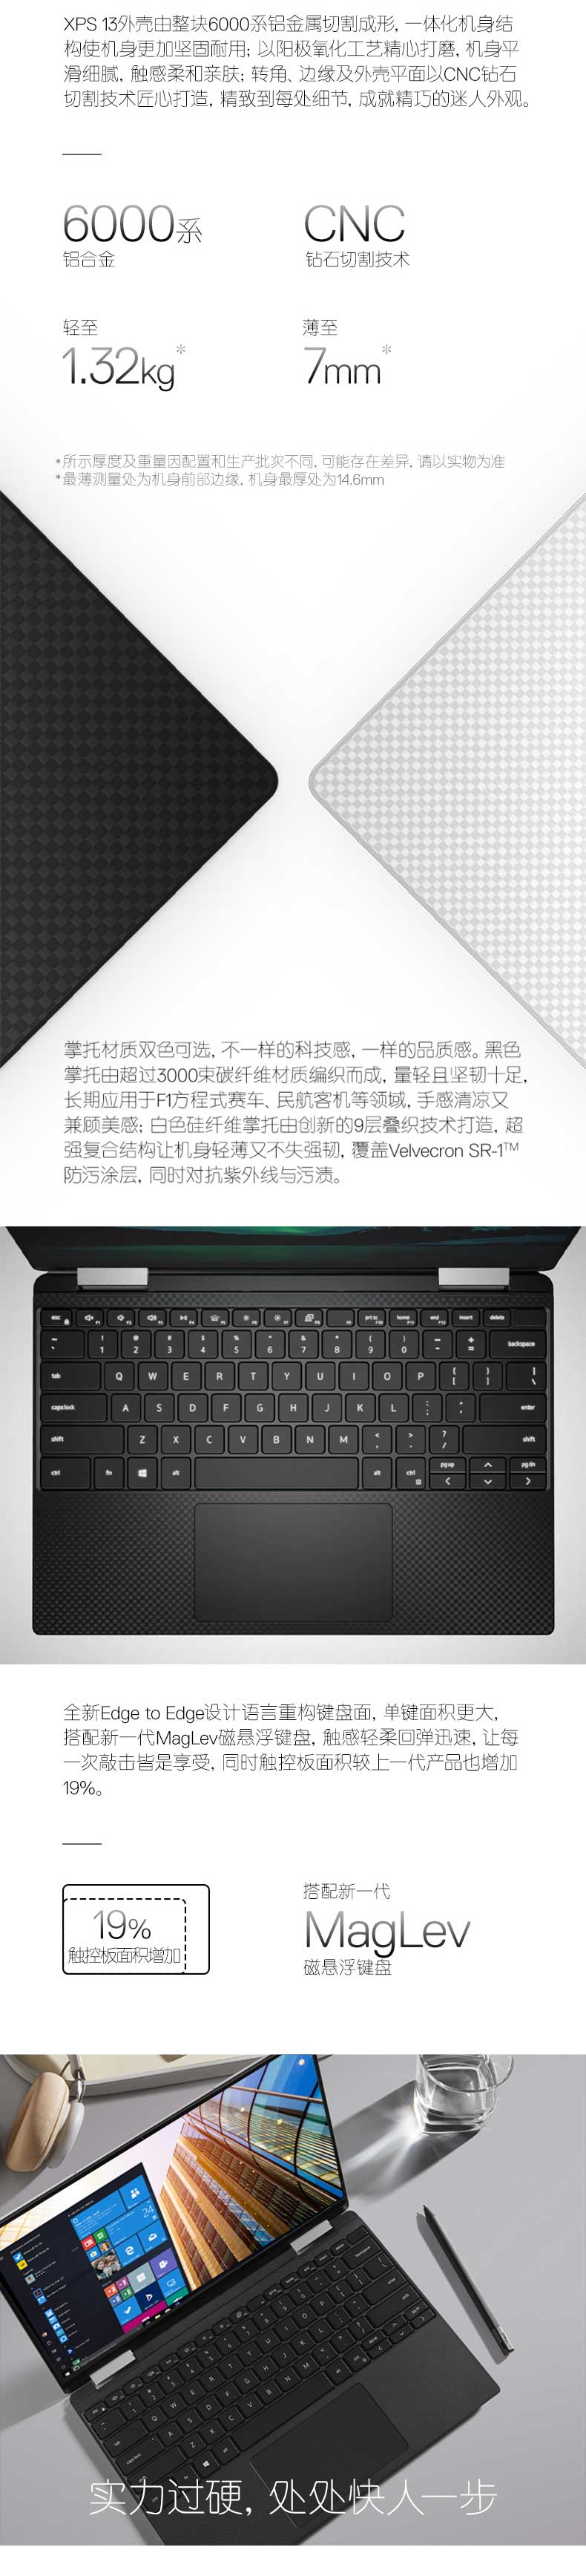 XPS 13外壳由整块6000系铝金属切割成形, 一体化机身结
构使机身更加坚固耐用; 以阳极氧化工艺精心打磨, 机身平
滑细腻, 触感柔和亲肤; 转角、边缘及外壳平面以CNC钻石
切割技术匠心打造, 精致到每处细节, 成就精巧的迷人外观。
6000系
铝合金
CNC
钻石切割技术
轻至
1.32kg*
薄至
7mm*
*所示厚度及重量因配置和生产批次不同, 可能存在差异, 请以实物为准
*最薄测量处为机身前部边缘, 机身最厚处为14.6mm
掌托材质双色可选, 不一样的科技感, 一样的品质感。黑色
掌托由超过3000束碳纤维材质编织而成, 量轻且坚韧十足,
长期应用于F1方程式赛车、民航客机等领域, 手感清凉又
兼顾美感; 白色硅纤维掌托由创新的9层叠织技术打造, 超
强复合结构让机身轻薄又不失强韧, 覆盖Velvecron SR-1™
防污涂层, 同时对抗紫外线与污渍。
esc F1 F2 F3 F4 F5 F6 F7 F8 F9 prt sc F10 home F11 end F12 insert delete
~ ` ! 1 @ 2 # 3 $ 4 % 5 ^ 6 & 7 * 8 ( 9 ) 0 _ - + = backspace
tab Q W E R T Y U I O P { [ } ] | \
caps lock A S D F G H J K L : ; " ' enter
shift Z X C V B N M < , > . ? / shift
ctrl fn alt alt ctrl pg up pg dn
全新Edge to Edge设计语言重构键盘面, 单键面积更大,
搭配新一代MagLev磁悬浮键盘, 触感轻柔回弹迅速, 让每
一次敲击皆是享受, 同时触控板面积较上一代产品也增加
19%。
19%
触控板面积增加
搭配新一代
MagLev
磁悬浮键盘
实力过硬, 处处快人一步